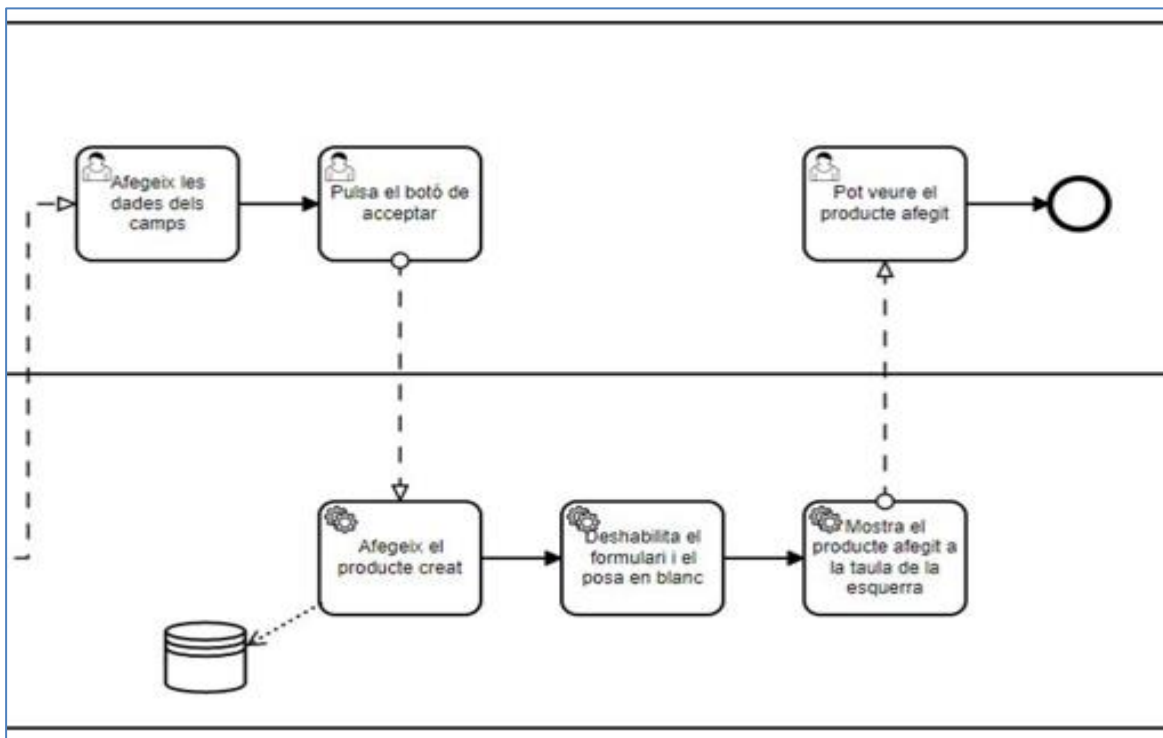 Afegeix les
dades dels
camps
Pulsa el botó de
acceptar
Pot veure el
producte afegit
Afegeix el
producte creat
Deshabilita el
formulari i el
posa en blanc
Mostra el
producte afegit a
la taula de la
esquerra